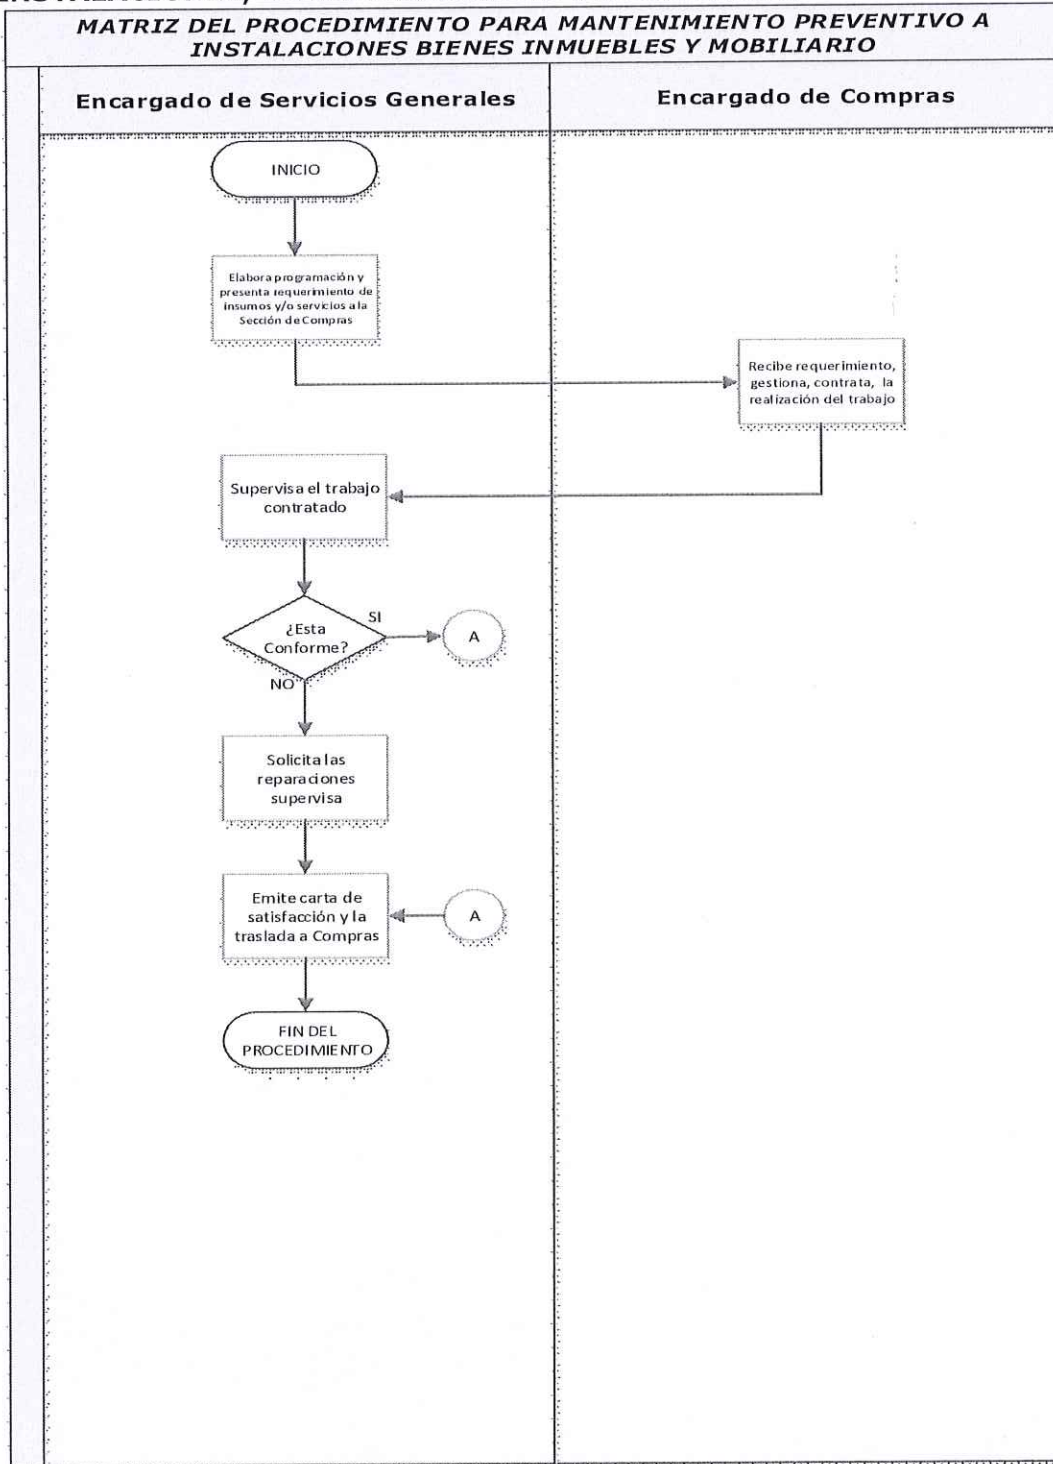 MATRIZ DEL PROCEDIMIENTO PARA MANTENIMIENTO PREVENTIVO A
INSTALACIONES BIENES INMUEBLES Y MOBILIARIO
Encargado de Servicios Generales
Encargado de Compras
INICIO
Elabora programación y
presenta requerimiento de
insumos y/o servicios a la
Sección de Compras
Recibe requerimiento,
gestiona, contrata, la
realización del trabajo
Supervisa el trabajo
contratado
¿Esta
Conforme?
SI
A
NO
Solicita las
reparaciones
supervisa
Emite carta de
satisfacción y la
traslada a Compras
A
FIN DEL
PROCEDIMIENTO